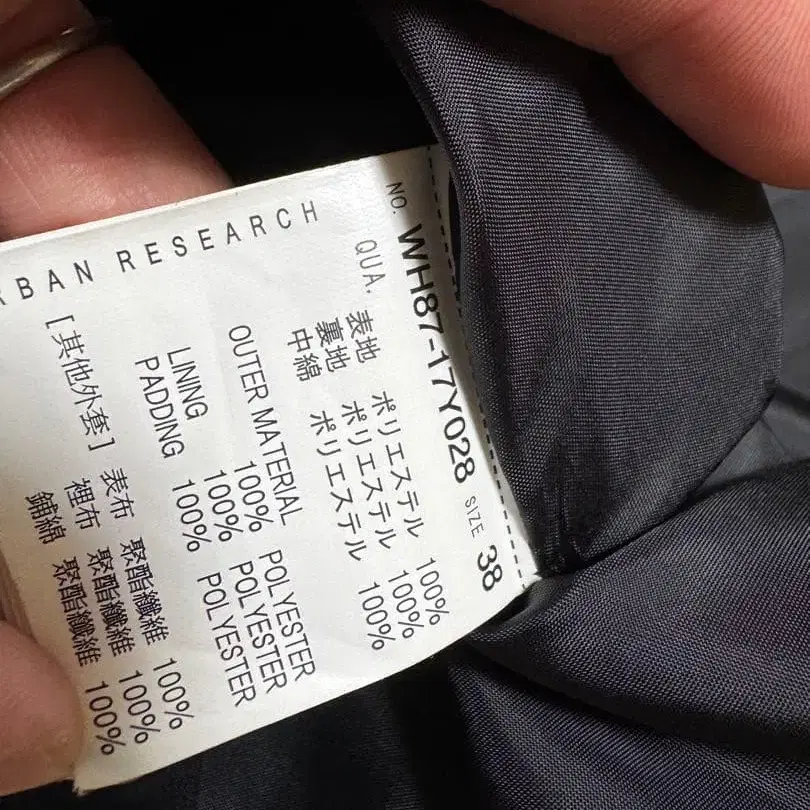 NO. WH87-17Y028 SIZE 38
QUA.
表地 ポリエステル 100%
裏地 ポリエステル 100%
中綿 ポリエステル 100%
OUTER MATERIAL 100% POLYESTER
LINING 100% POLYESTER
PADDING 100% POLYESTER
[其他外套]
表布 聚酯纖維 100%
裡布 聚酯纖維 100%
鋪綿 聚酯纖維 100%
RBAN RESEARCH